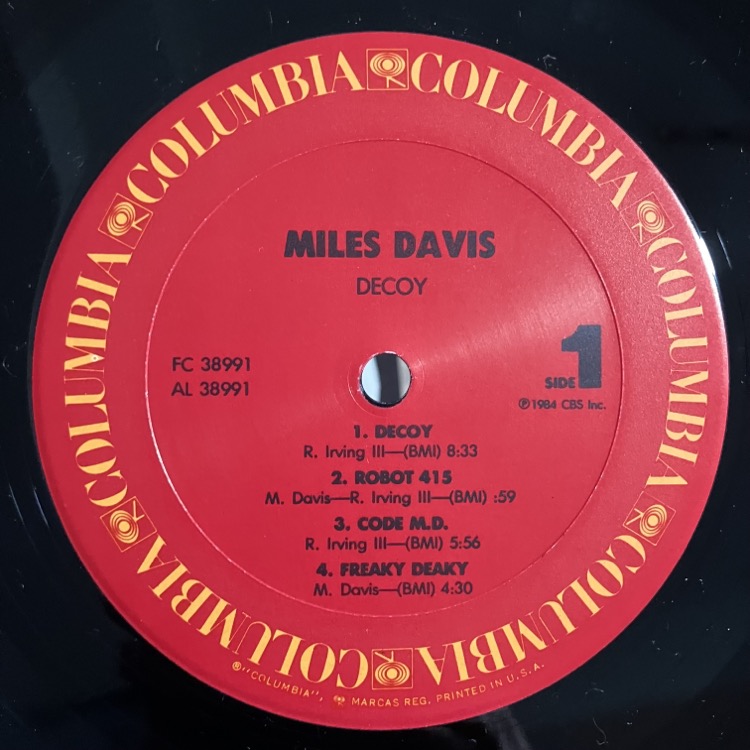 COLUMBIA COLUMBIA COLUMBIA COLUMBIA COLUMBIA COLUMBIA
MILES DAVIS
DECOY
FC 38991
AL 38991
SIDE 1
℗1984 CBS Inc.
1. DECOY
R. Irving III—(BMI) 8:33
2. ROBOT 415
M. Davis—R. Irving III—(BMI) :59
3. CODE M.D.
R. Irving III—(BMI) 5:56
4. FREAKY DEAKY
M. Davis—(BMI) 4:30
®"COLUMBIA", MARCAS REG. PRINTED IN U.S.A.